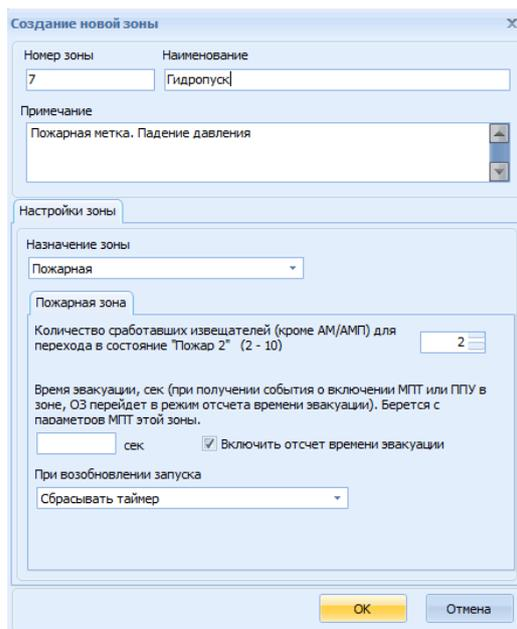 Создание новой зоны
Номер зоны Наименование
7 Гидропуск
Примечание
Пожарная метка. Падение давления
Настройки зоны
Назначение зоны
Пожарная
Пожарная зона
Количество сработавших извещателей (кроме АМ/АМП) для
перехода в состояние "Пожар 2" (2 - 10)
2
Время эвакуации, сек (при получении события о включении МПТ или ППУ в
зоне, ОЗ перейдет в режим отсчета времени эвакуации). Берется с
параметров МПТ этой зоны.
сек Включить отсчет времени эвакуации
При возобновлении запуска
Сбрасывать таймер
ОК Отмена